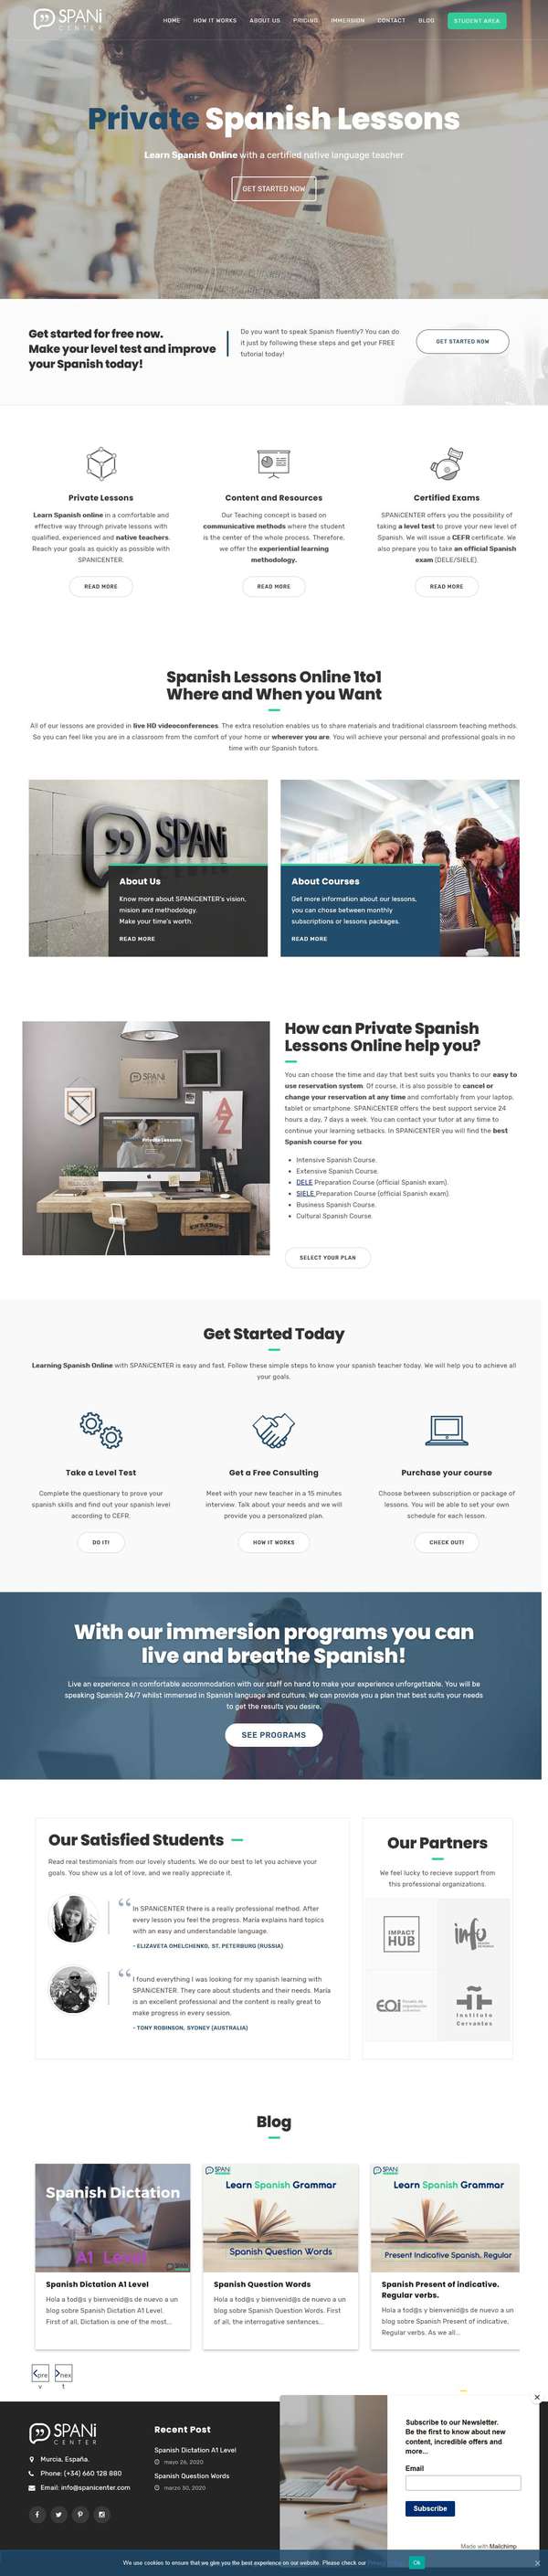 SPANi
CENTER
HOME HOW IT WORKS ABOUT US PRICING IMMERSION CONTACT BLOG STUDENT AREA
Private Spanish Lessons
Learn Spanish Online with a certified native language teacher
GET STARTED NOW
Get started for free now.
Make your level test and improve
your Spanish today!
Do you want to speak Spanish fluently? You can do
it just by following these steps and get your FREE
tutorial today!
GET STARTED NOW
Private Lessons
Learn Spanish online in a comfortable and
effective way through private lessons with
qualified, experienced and native teachers.
Reach your goals as quickly as possible with
SPANiCENTER.
READ MORE
Content and Resources
Our Teaching concept is based on
communicative methods where the student
is the center of the whole process. Therefore,
we offer the experiential learning
methodology.
READ MORE
Certified Exams
SPANiCENTER offers you the possibility of
taking a level test to prove your new level of
Spanish. We will issue a CEFR certificate. We
also prepare you to take an official Spanish
exam (DELE/SIELE).
READ MORE
Spanish Lessons Online 1to1
Where and When you Want
All of our lessons are provided in live HD videoconferences. The extra resolution enables us to share materials and traditional classroom teaching methods.
So you can feel like you are in a classroom from the comfort of your home or wherever you are. You will achieve your personal and professional goals in no
time with our Spanish tutors.
SPANi
About Us
Know more about SPANiCENTER's vision,
mision and methodology.
Make your time's worth.
READ MORE
About Courses
Get more information about our lessons,
you can chose between monthly
subscriptions or lessons packages.
READ MORE
SPANi
Private Lessons
How can Private Spanish
Lessons Online help you?
You can choose the time and day that best suits you thanks to our easy to
use reservation system. Of course, it is also possible to cancel or
change your reservation at any time and comfortably from your laptop,
tablet or smartphone. SPANiCENTER offers the best support service 24
hours a day, 7 days a week. You can contact your tutor at any time to
continue your learning setbacks. In SPANiCENTER you will find the best
Spanish course for you.
Intensive Spanish Course.
Extensive Spanish Course.
DELE Preparation Course (official Spanish exam).
SIELE Preparation Course (official Spanish exam)
Business Spanish Course.
Cultural Spanish Course.
SELECT YOUR PLAN
Get Started Today
Learning Spanish Online with SPANiCENTER is easy and fast. Follow these simple steps to know your spanish teacher today. We will help you to achieve all
your goals.
Take a Level Test
Complete the questionary to prove your
spanish skills and find out your spanish level
according to CEFR.
DO IT!
Get a Free Consulting
Meet with your new teacher in a 15 minutes
interview. Talk about your needs and we will
provide you a personalized plan.
HOW IT WORKS
Purchase your course
Choose between subscription or package of
lessons. You will be able to set your own
schedule for each lesson.
CHECK OUT!
With our immersion programs you can
live and breathe Spanish!
Live an experience in comfortable accommodation with our staff on hand to make your experience unforgettable. You will be
speaking Spanish 24/7 whilst immersed in Spanish language and culture. We can provide you a plan that best suits your needs
to get the results you desire.
SEE PROGRAMS
Our Satisfied Students
Read real testimonials from our lovely students. We do our best to let you achieve your
goals. You show us a lot of love, and we really appreciate it.
In SPANiCENTER there is a really professional method. After
every lesson you feel the progress. María explains hard topics
with an easy and understandable language.
- ELIZAVETA OMELCHENKO, ST. PETERBURG (RUSSIA)
I found everything I was looking for my spanish learning with
SPANiCENTER. They care about students and their needs. María
is an excellent professional and the content is really great to
make progress in every session.
- TONY ROBINSON, SYDNEY (AUSTRALIA)
Our Partners
We feel lucky to recieve support from
this professional organizations.
IMPACT
HUB
info
EOI
Instituto
Cervantes
Blog
Spanish Dictation
A1 Level
Spanish Dictation A1 Level
Hola a tod@s y bienvenid@s de nuevo a un
blog sobre Spanish Dictation A1 Level.
First of all, Dictation is one of the most...
SPANi
Learn Spanish Grammar
Spanish Question Words
Spanish Question Words
Hola a tod@s y bienvenid@s de nuevo a un
blog sobre Spanish Question Words. First
of all, the interrogative sentences...
SPANi
Learn Spanish Grammar
Present Indicative Spanish, Regular
Spanish Present of indicative.
Regular verbs.
Hola a tod@s y bienvenid@s de nuevo a un
blog sobre Spanish Present of indicative,
Regular verbs. As we all...
pre
v
nex
t
SPANi
CENTER
Murcia, España.
Phone: (+34) 660 128 880
Email: info@spanicenter.com
Recent Post
Spanish Dictation A1 Level
mayo 26, 2020
Spanish Question Words
marzo 30, 2020
Subscribe to our Newsletter.
Be the first to know about new
content, incredible offers and
more...
Email
Subscribe
Made with Mailchimp
We use cookies to ensure that we give you the best experience on our website. Please check our
Ok